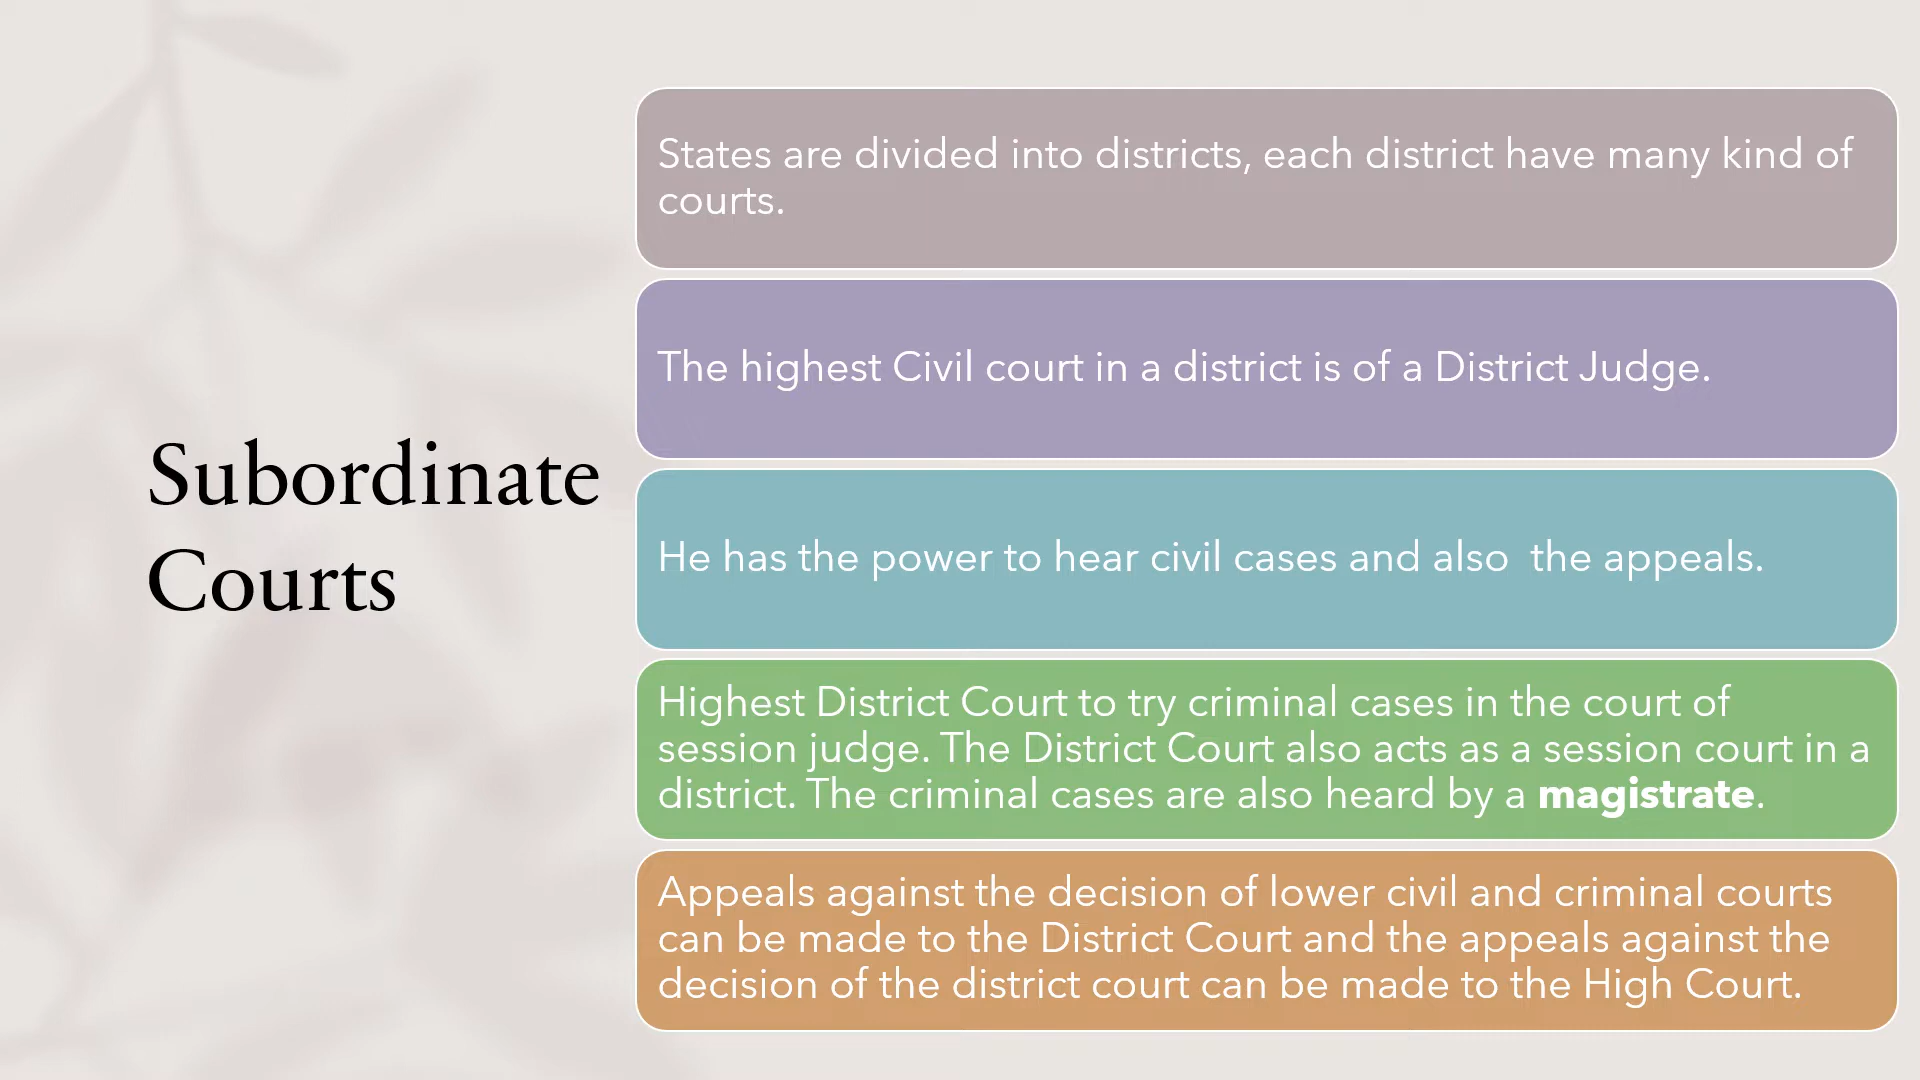 Subordinate
Courts
States are divided into districts, each district have many kind of
courts.
The highest Civil court in a district is of a District Judge.
He has the power to hear civil cases and also  the appeals.
Highest District Court to try criminal cases in the court of
session judge. The District Court also acts as a session court in a
district. The criminal cases are also heard by a magistrate.
Appeals against the decision of lower civil and criminal courts
can be made to the District Court and the appeals against the
decision of the district court can be made to the High Court.